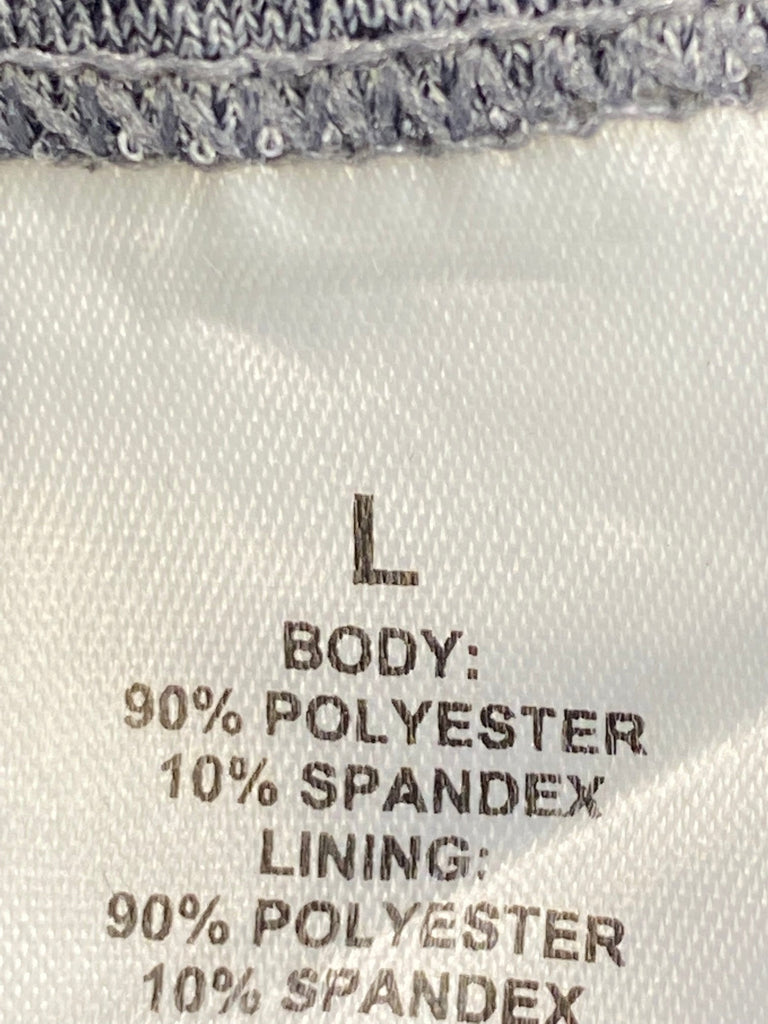 L
BODY:
90% POLYESTER
10% SPANDEX
LINING:
90% POLYESTER
10% SPANDEX